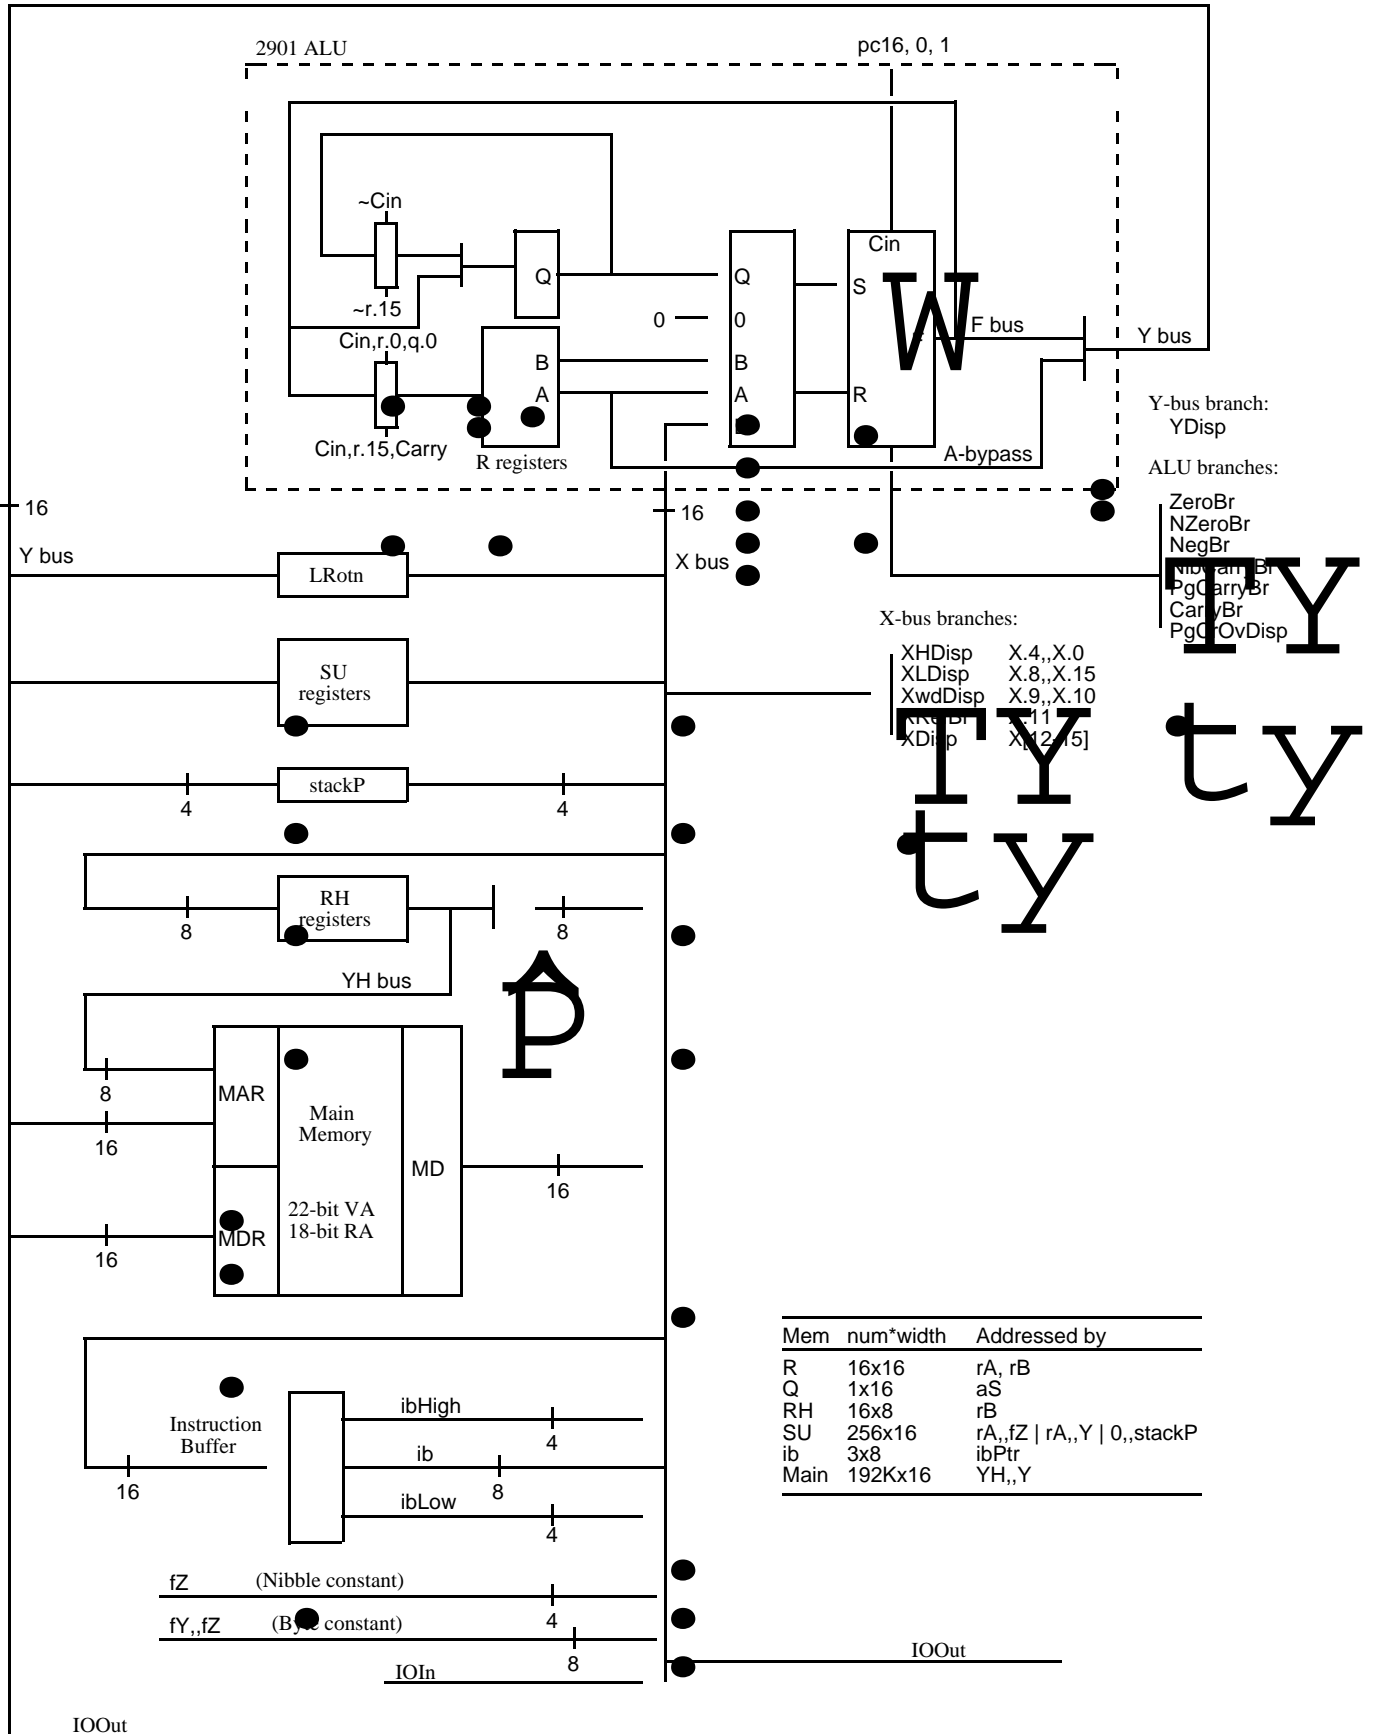 2901 ALU
pc16, 0, 1
~Cin
Cin
Q
Q
S
W
~r.15
0
0
F bus
Y bus
Cin,r.0,q.0
B
B
A
A
R
Y-bus branch:
YDisp
Cin,r.15,Carry
R registers
A-bypass
ALU branches:
16
16
ZeroBr
NZeroBr
NegBr
NibCarryBr
PgCarryBr
CarryBr
PgCrOvDisp
TY
ty
Y bus
LRotn
X bus
X-bus branches:
XHDisp X.4,,X.0
XLDisp X.8,,X.15
XwdDisp X.9,,X.10
X.11
XDisp X[12-15]
TY
ty
SU
registers
stackP
4
4
RH
registers
8
8
YH bus
P̂
8
MAR
Main
Memory
16
MD
16
22-bit VA
18-bit RA
MDR
16
Mem num*width Addressed by
R 16x16 rA, rB
Q 1x16 aS
RH 16x8 rB
SU 256x16 rA,,fZ | rA,,Y | 0,,stackP
ib 3x8 ibPtr
Main 192Kx16 YH,,Y
Instruction
Buffer
16
ibHigh
4
ib
8
ibLow
4
fZ (Nibble constant)
4
fY,,fZ (Byte constant)
8
IOIn
IOOut
IOOut